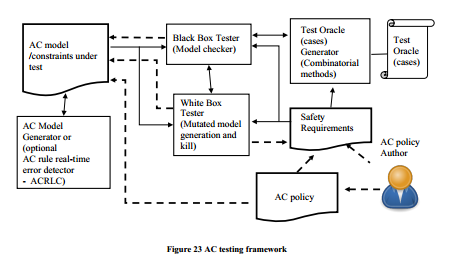 AC model
/constraints under
test
Black Box Tester
(Model checker)
Test Oracle
(cases)
Generator
(Combinatorial
methods)
Test
Oracle
(cases)
White Box
Tester
(Mutated model
generation and
kill)
Safety
Requirements
AC policy
Author
AC Model
Generator or
(optional
AC rule real-time
error detector
- ACRLC)
AC policy
Figure 23 AC testing framework